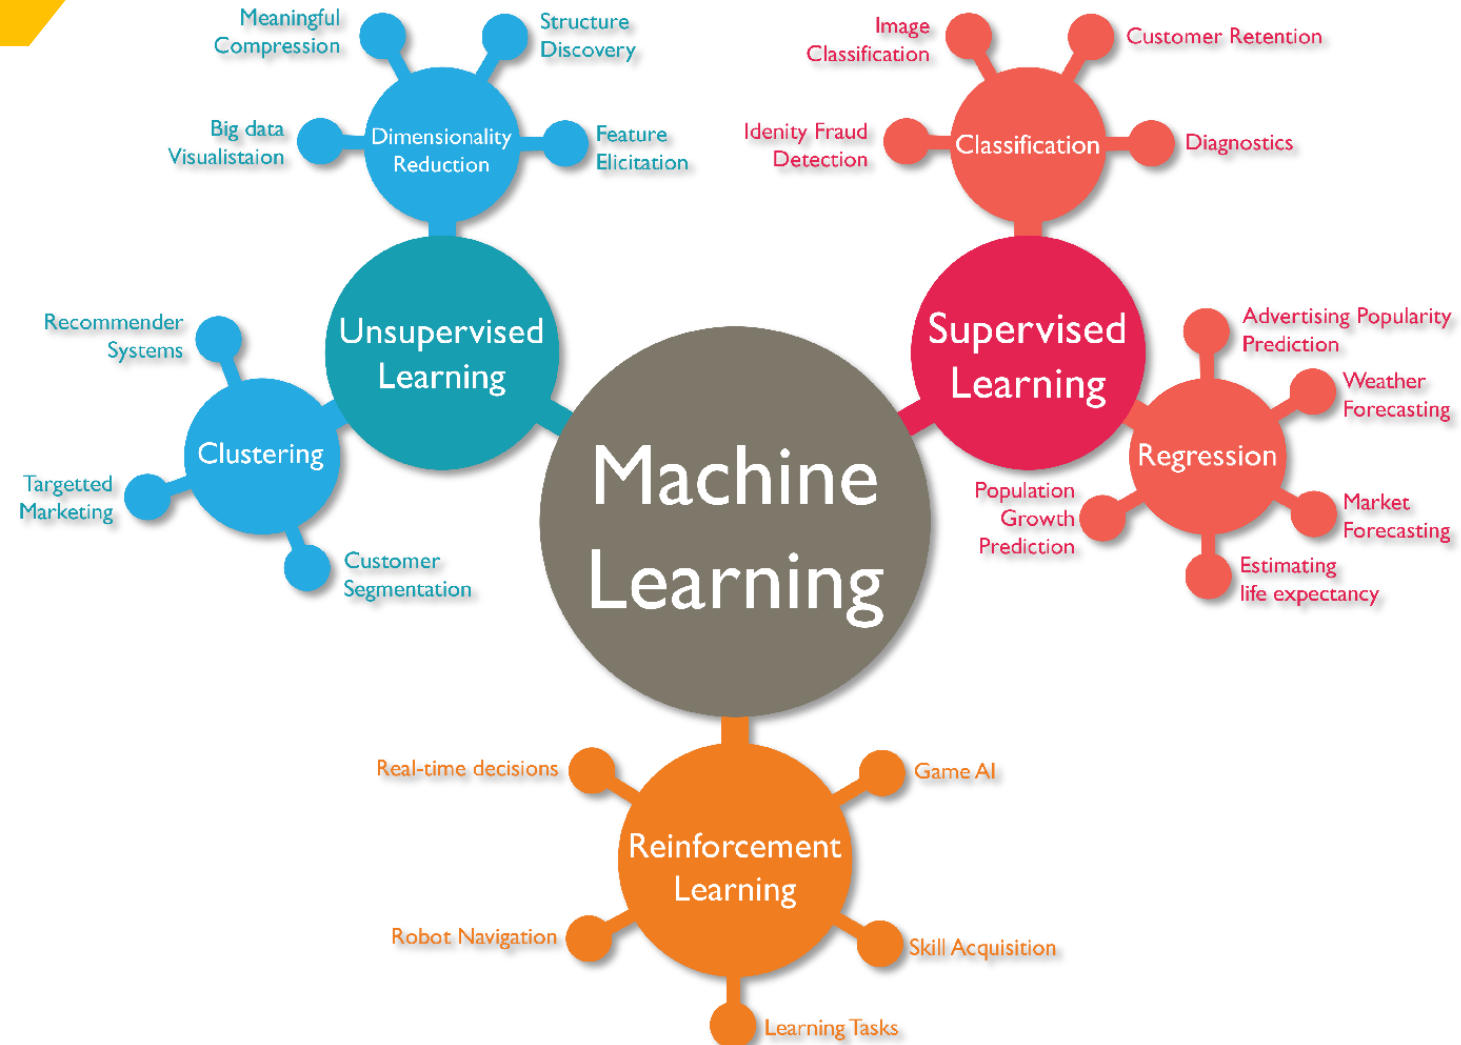 Meaningful
Compression
Structure
Discovery
Big data
Visualistaion
Dimensionality
Reduction
Feature
Elicitation
Image
Classification
Customer Retention
Idenity Fraud
Detection
Classification
Diagnostics
Unsupervised
Learning
Recommender
Systems
Clustering
Targetted
Marketing
Customer
Segmentation
Machine
Learning
Supervised
Learning
Advertising Popularity
Prediction
Weather
Forecasting
Regression
Population
Growth
Prediction
Market
Forecasting
Estimating
life expectancy
Real-time decisions
Game AI
Reinforcement
Learning
Robot Navigation
Skill Acquisition
Learning Tasks